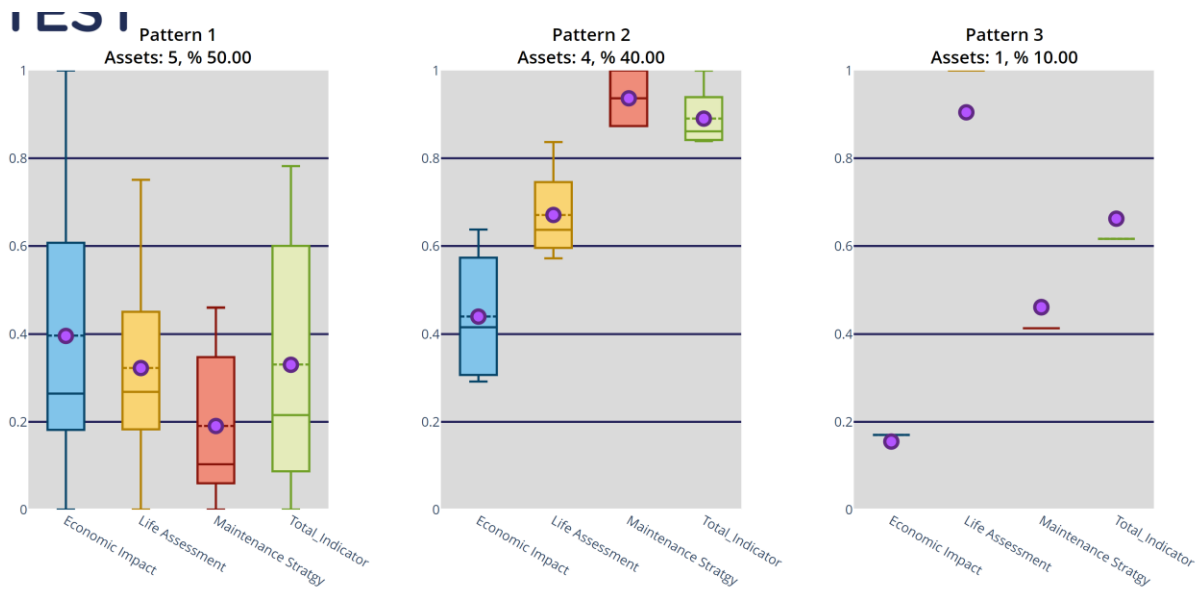 TEST
Pattern 1
Assets: 5, % 50.00
Pattern 2
Assets: 4, % 40.00
Pattern 3
Assets: 1, % 10.00
1
0.8
0.6
0.4
0.2
0
Economic Impact
Life Assessment
Maintenance Stratgy
Total_Indicator
1
0.8
0.6
0.4
0.2
0
Economic Impact
Life Assessment
Maintenance Stratgy
Total_Indicator
1
0.8
0.6
0.4
0.2
0
Economic Impact
Life Assessment
Maintenance Stratgy
Total_Indicator